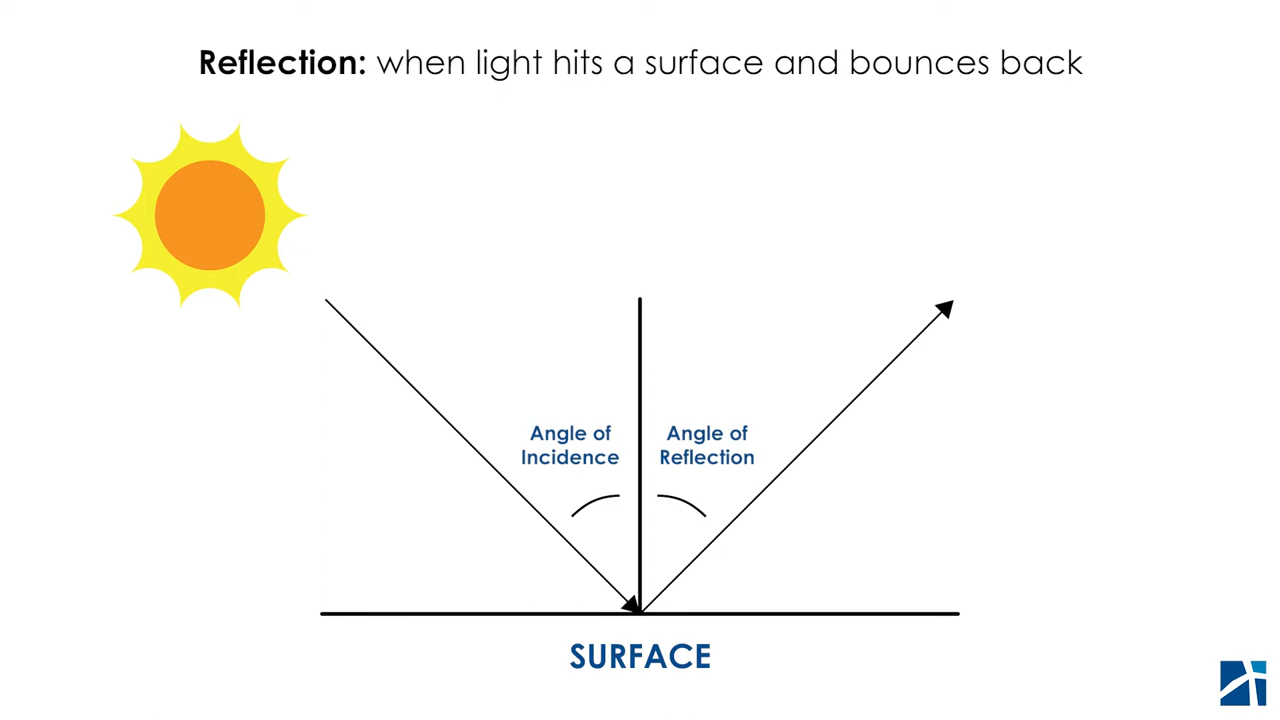 Reflection: when light hits a surface and bounces back
Angle of
Incidence
Angle of
Reflection
SURFACE